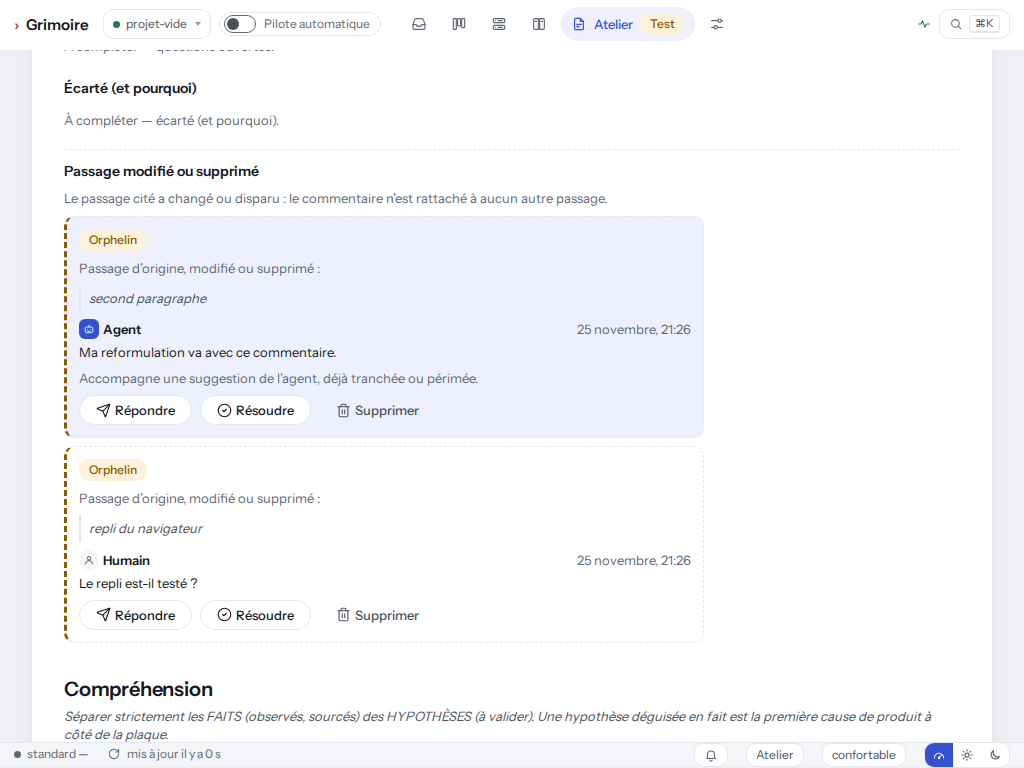 › Grimoire projet-vide Pilote automatique Atelier Test ⌘K
Écarté (et pourquoi)
À compléter — écarté (et pourquoi).
Passage modifié ou supprimé
Le passage cité a changé ou disparu : le commentaire n'est rattaché à aucun autre passage.
Orphelin
Passage d'origine, modifié ou supprimé :
second paragraphe
Agent 25 novembre, 21:26
Ma reformulation va avec ce commentaire.
Accompagne une suggestion de l'agent, déjà tranchée ou périmée.
Répondre Résoudre Supprimer
Orphelin
Passage d'origine, modifié ou supprimé :
repli du navigateur
Humain 25 novembre, 21:26
Le repli est-il testé ?
Répondre Résoudre Supprimer
Compréhension
Séparer strictement les FAITS (observés, sourcés) des HYPOTHÈSES (à valider). Une hypothèse déguisée en fait est la première cause de produit à
côté de la plaque.
standard — mis à jour il y a 0 s Atelier confortable